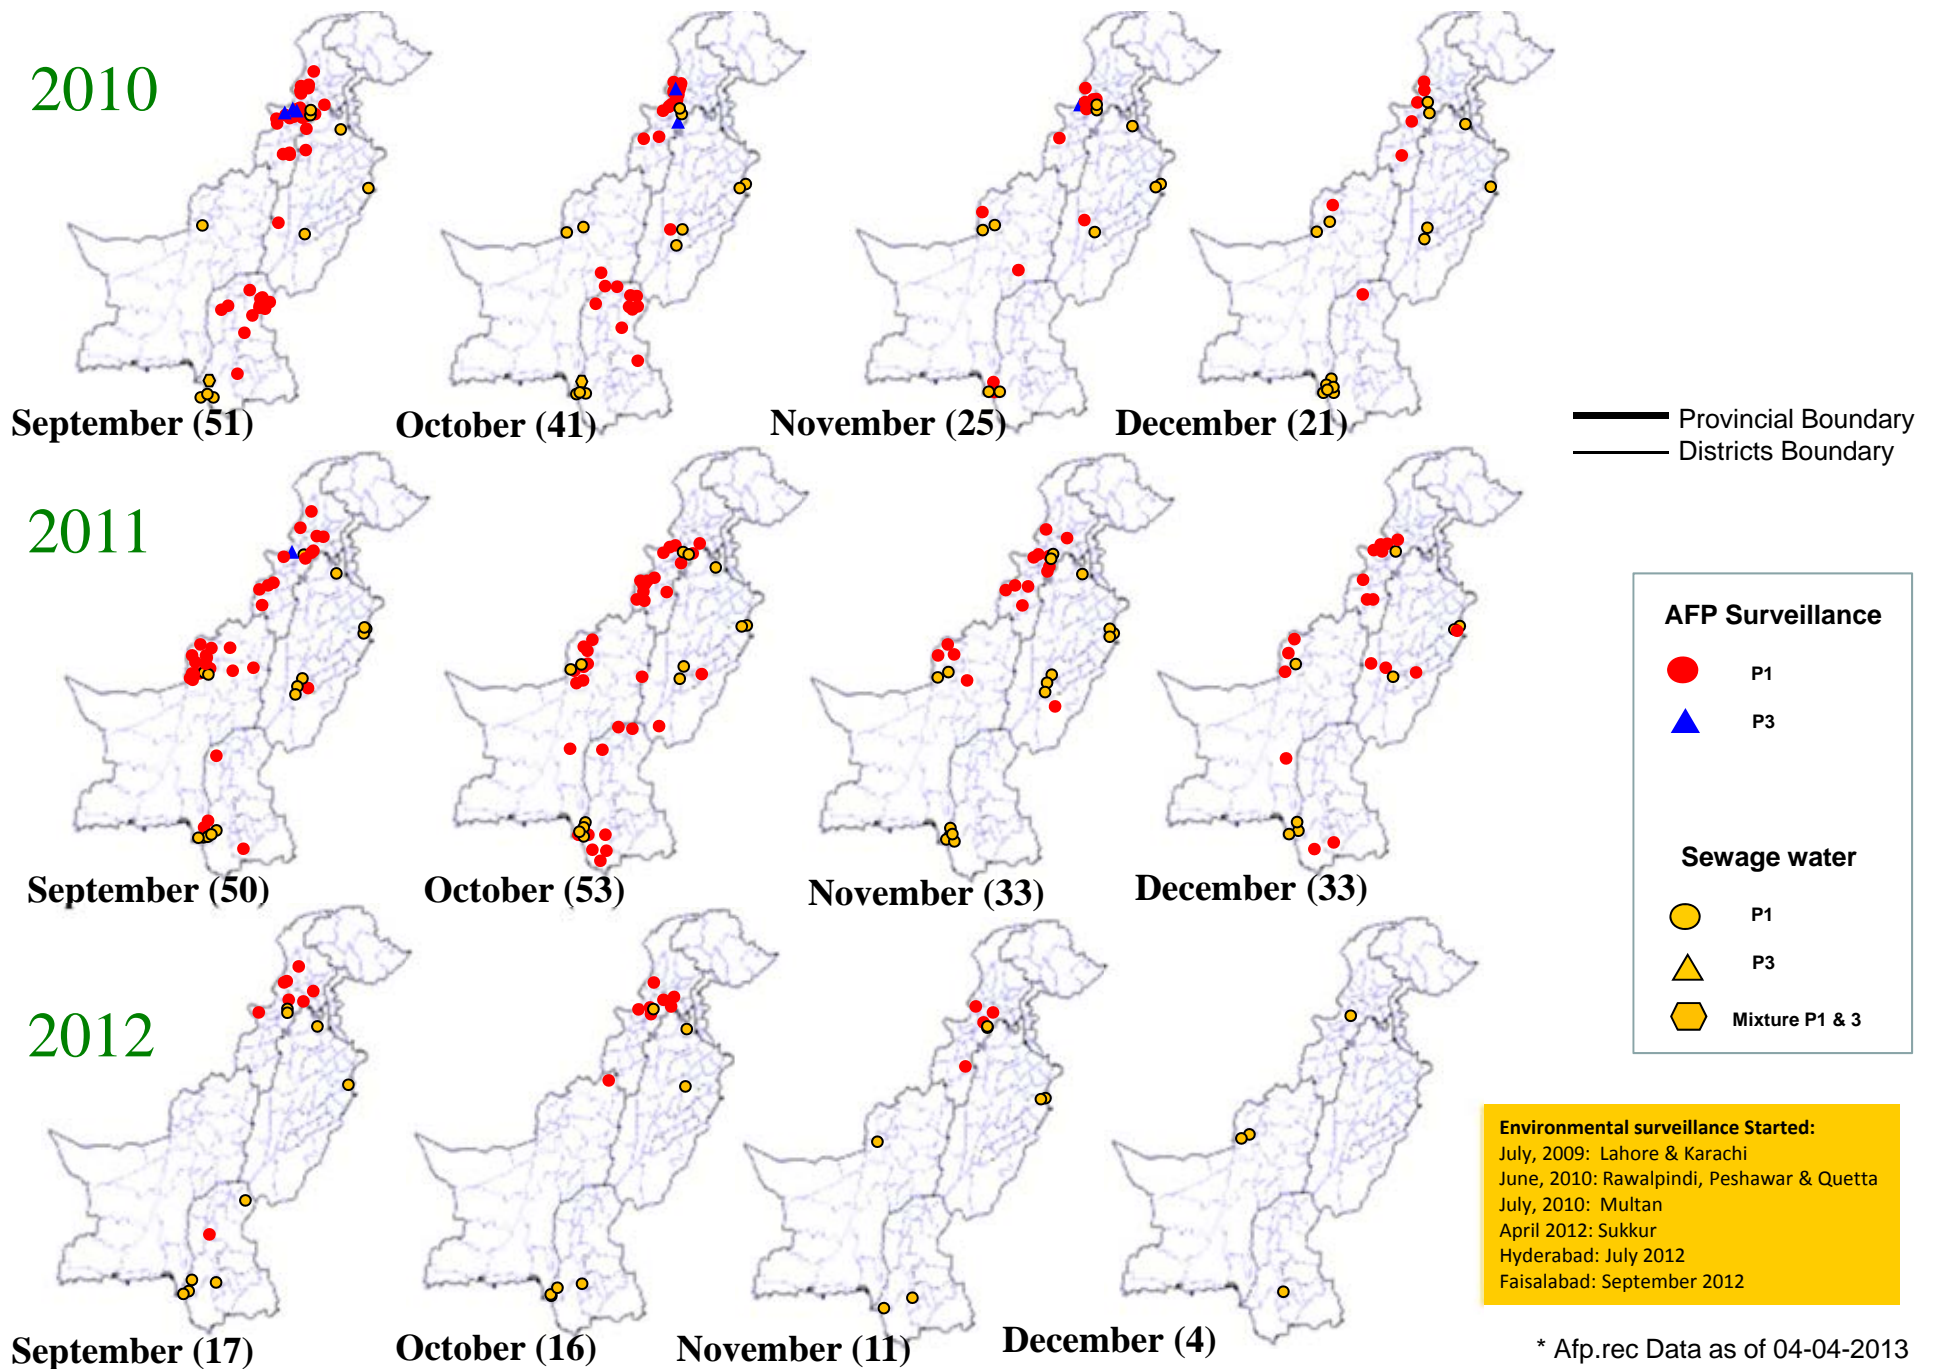 2010
September (51)
October (41)
November (25)
December (21)
Provincial Boundary
Districts Boundary
2011
September (50)
October (53)
November (33)
December (33)
AFP Surveillance
P1
P3
Sewage water
P1
P3
Mixture P1 & 3
2012
September (17)
October (16)
November (11)
December (4)
Environmental surveillance Started:
July, 2009: Lahore & Karachi
June, 2010: Rawalpindi, Peshawar & Quetta
July, 2010: Multan
April 2012: Sukkur
Hyderabad: July 2012
Faisalabad: September 2012
* Afp.rec Data as of 04-04-2013